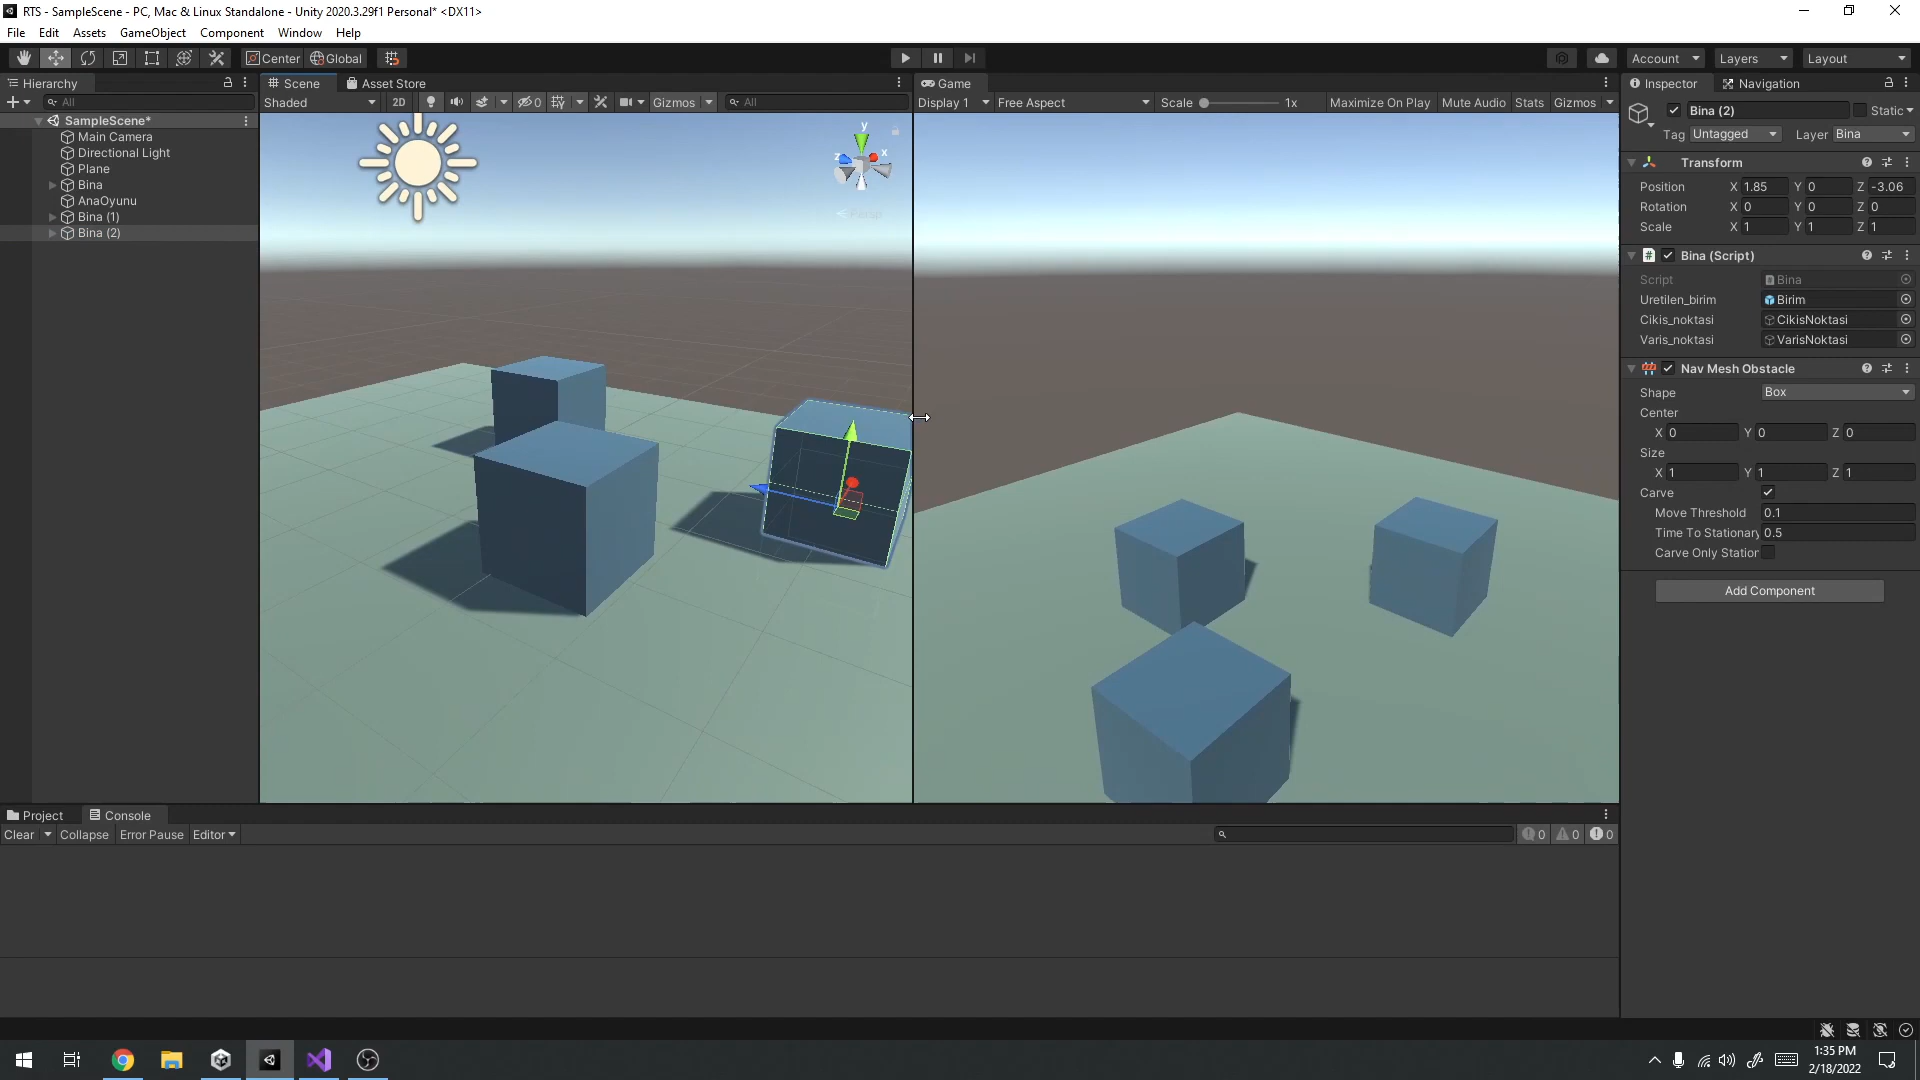 RTS - SampleScene - PC, Mac & Linux Standalone - Unity 2020.3.29f1 Personal* <DX11>
File Edit Assets GameObject Component Window Help
Center Global Account Layers Layout
Hierarchy Scene Asset Store Game Inspector Navigation
All Shaded 2D 0 Gizmos All Display 1 Free Aspect Scale 1x Maximize On Play Mute Audio Stats Gizmos
SampleScene*
Main Camera
Directional Light
Plane
Bina
AnaOyunu
Bina (1)
Bina (2)
y
x
z
Persp
Bina (2) Static
Tag Untagged Layer Bina
Transform
Position X 1.85 Y 0 Z -3.06
Rotation X 0 Y 0 Z 0
Scale X 1 Y 1 Z 1
Bina (Script)
Script Bina
Uretilen_birim Birim
Cikis_noktasi CikisNoktasi
Varis_noktasi VarisNoktasi
Nav Mesh Obstacle
Shape Box
Center
X 0 Y 0 Z 0
Size
X 1 Y 1 Z 1
Carve
Move Threshold 0.1
Time To Stationary 0.5
Carve Only Station
Add Component
Project Console
Clear Collapse Error Pause Editor 0 0 0
1:35 PM
2/18/2022